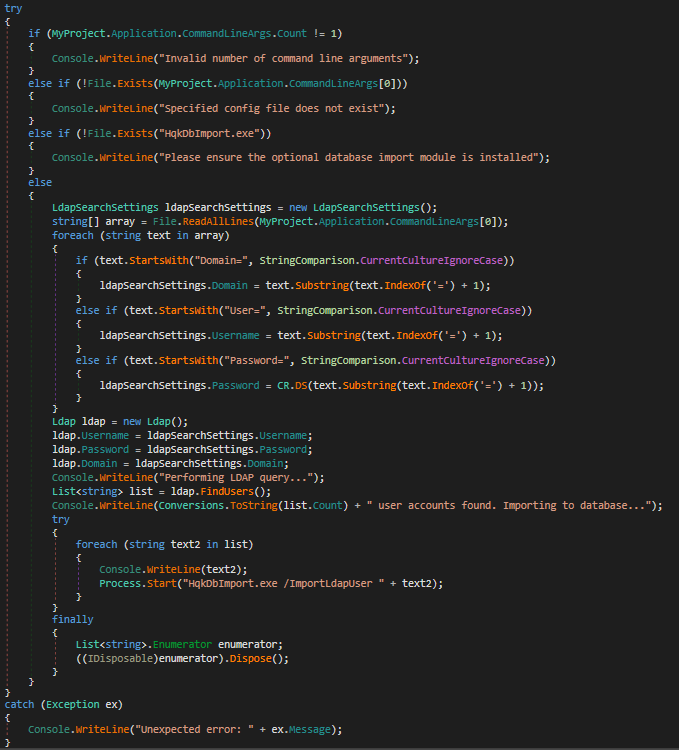 try
{
    if (MyProject.Application.CommandLineArgs.Count != 1)
    {
        Console.WriteLine("Invalid number of command line arguments");
    }
    else if (!File.Exists(MyProject.Application.CommandLineArgs[0]))
    {
        Console.WriteLine("Specified config file does not exist");
    }
    else if (!File.Exists("HqkDbImport.exe"))
    {
        Console.WriteLine("Please ensure the optional database import module is installed");
    }
    else
    {
        LdapSearchSettings ldapSearchSettings = new LdapSearchSettings();
        string[] array = File.ReadAllLines(MyProject.Application.CommandLineArgs[0]);
        foreach (string text in array)
        {
            if (text.StartsWith("Domain=", StringComparison.CurrentCultureIgnoreCase))
            {
                ldapSearchSettings.Domain = text.Substring(text.IndexOf('=') + 1);
            }
            else if (text.StartsWith("User=", StringComparison.CurrentCultureIgnoreCase))
            {
                ldapSearchSettings.Username = text.Substring(text.IndexOf('=') + 1);
            }
            else if (text.StartsWith("Password=", StringComparison.CurrentCultureIgnoreCase))
            {
                ldapSearchSettings.Password = CR.DS(text.Substring(text.IndexOf('=') + 1));
            }
        }
        Ldap ldap = new Ldap();
        ldap.Username = ldapSearchSettings.Username;
        ldap.Password = ldapSearchSettings.Password;
        ldap.Domain = ldapSearchSettings.Domain;
        Console.WriteLine("Performing LDAP query...");
        List<string> list = ldap.FindUsers();
        Console.WriteLine(Conversions.ToString(list.Count) + " user accounts found. Importing to database...");
        try
        {
            foreach (string text2 in list)
            {
                Console.WriteLine(text2);
                Process.Start("HqkDbImport.exe /ImportLdapUser " + text2);
            }
        }
        finally
        {
            List<string>.Enumerator enumerator;
            ((IDisposable)enumerator).Dispose();
        }
    }
}
catch (Exception ex)
{
    Console.WriteLine("Unexpected error: " + ex.Message);
}